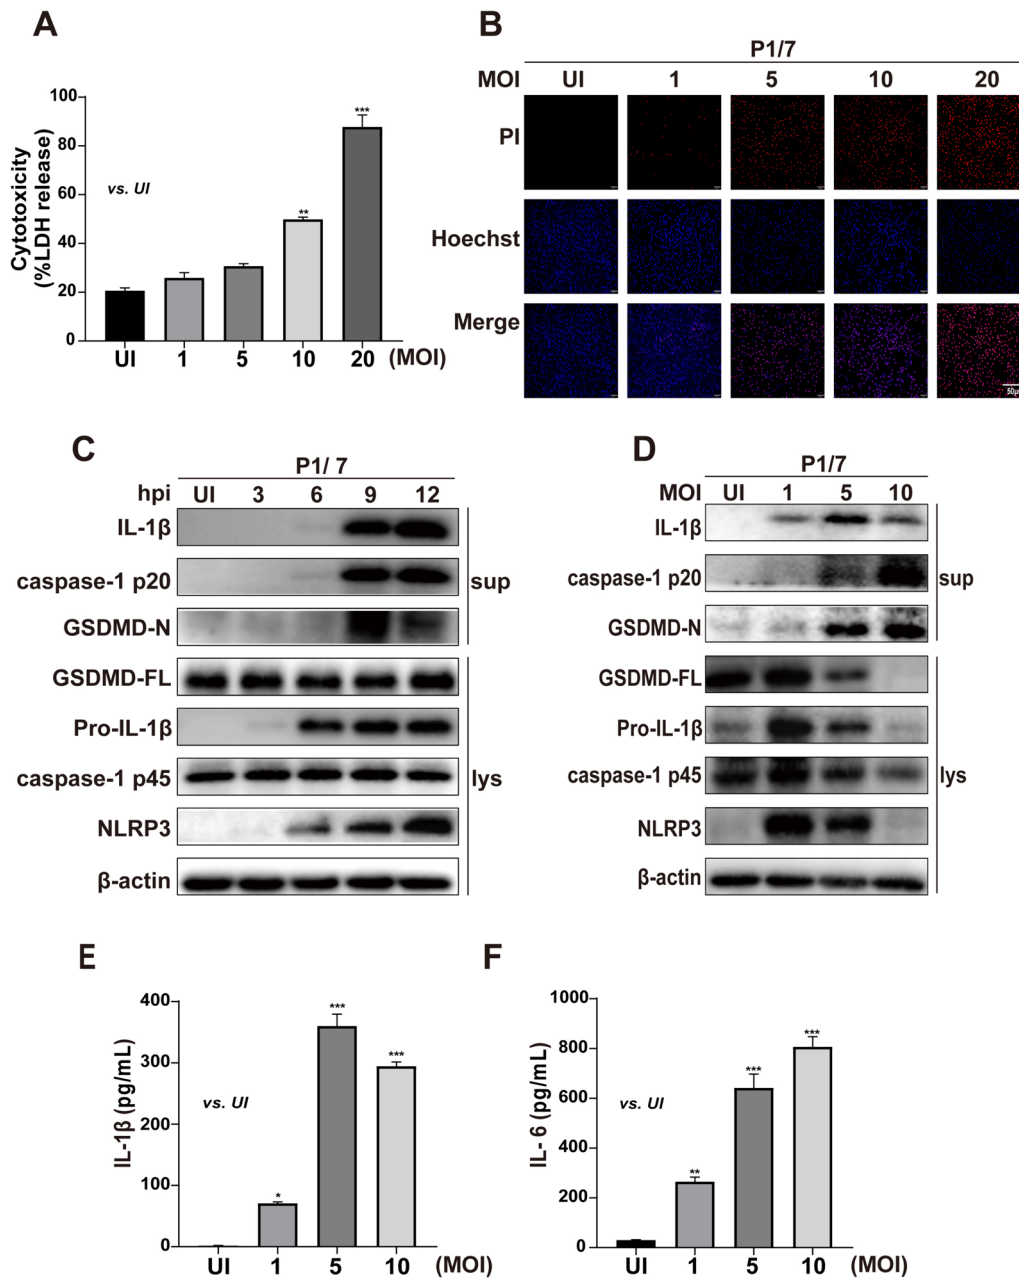 A
Cytotoxicity
(%LDH release)
100
80
60
40
20
0
vs. UI
**
***
UI 1 5 10 20 (MOI)
B
P1/7
MOI UI 1 5 10 20
PI
Hoechst
Merge
C
P1/ 7
hpi UI 3 6 9 12
IL-1β
caspase-1 p20
GSDMD-N
sup
GSDMD-FL
Pro-IL-1β
caspase-1 p45
NLRP3
β-actin
lys
D
P1/7
MOI UI 1 5 10
IL-1β
caspase-1 p20
GSDMD-N
sup
GSDMD-FL
Pro-IL-1β
caspase-1 p45
NLRP3
β-actin
lys
E
IL-1β (pg/mL)
400
300
200
100
0
vs. UI
*
***
***
UI 1 5 10 (MOI)
F
IL- 6 (pg/mL)
1000
800
600
400
200
0
vs. UI
**
***
***
UI 1 5 10 (MOI)